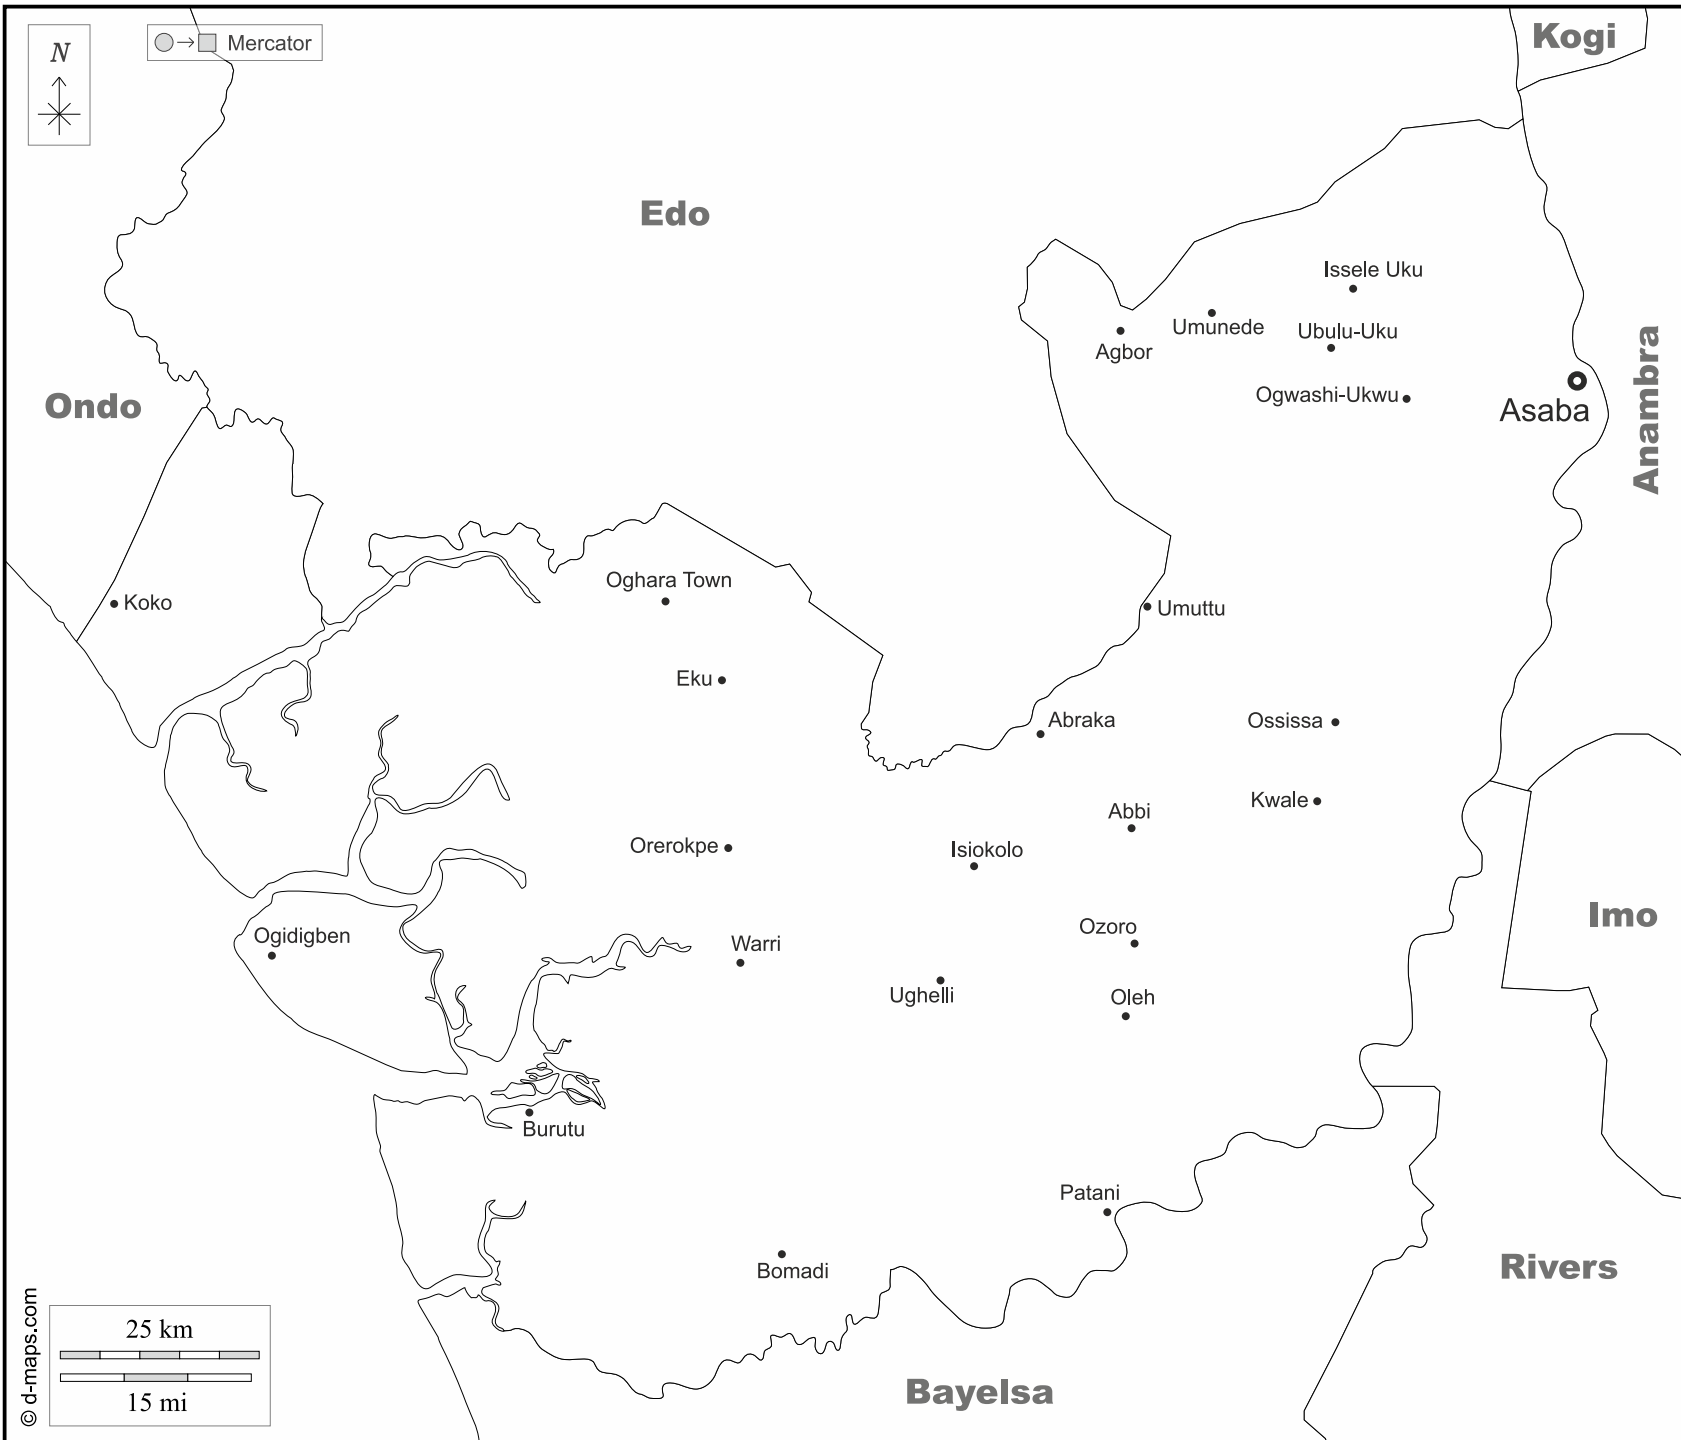 N
Mercator
Kogi
Edo
Issele Uku
Umunede
Ubulu-Uku
Agbor
Ogwashi-Ukwu
Asaba
Anambra
Ondo
Oghara Town
Koko
Umuttu
Eku
Abraka
Ossissa
Kwale
Abbi
Orerokpe
Isiokolo
Imo
Ozoro
Ogidigben
Warri
Ughelli
Oleh
Burutu
Patani
Bomadi
Rivers
25 km
15 mi
Bayelsa
© d-maps.com